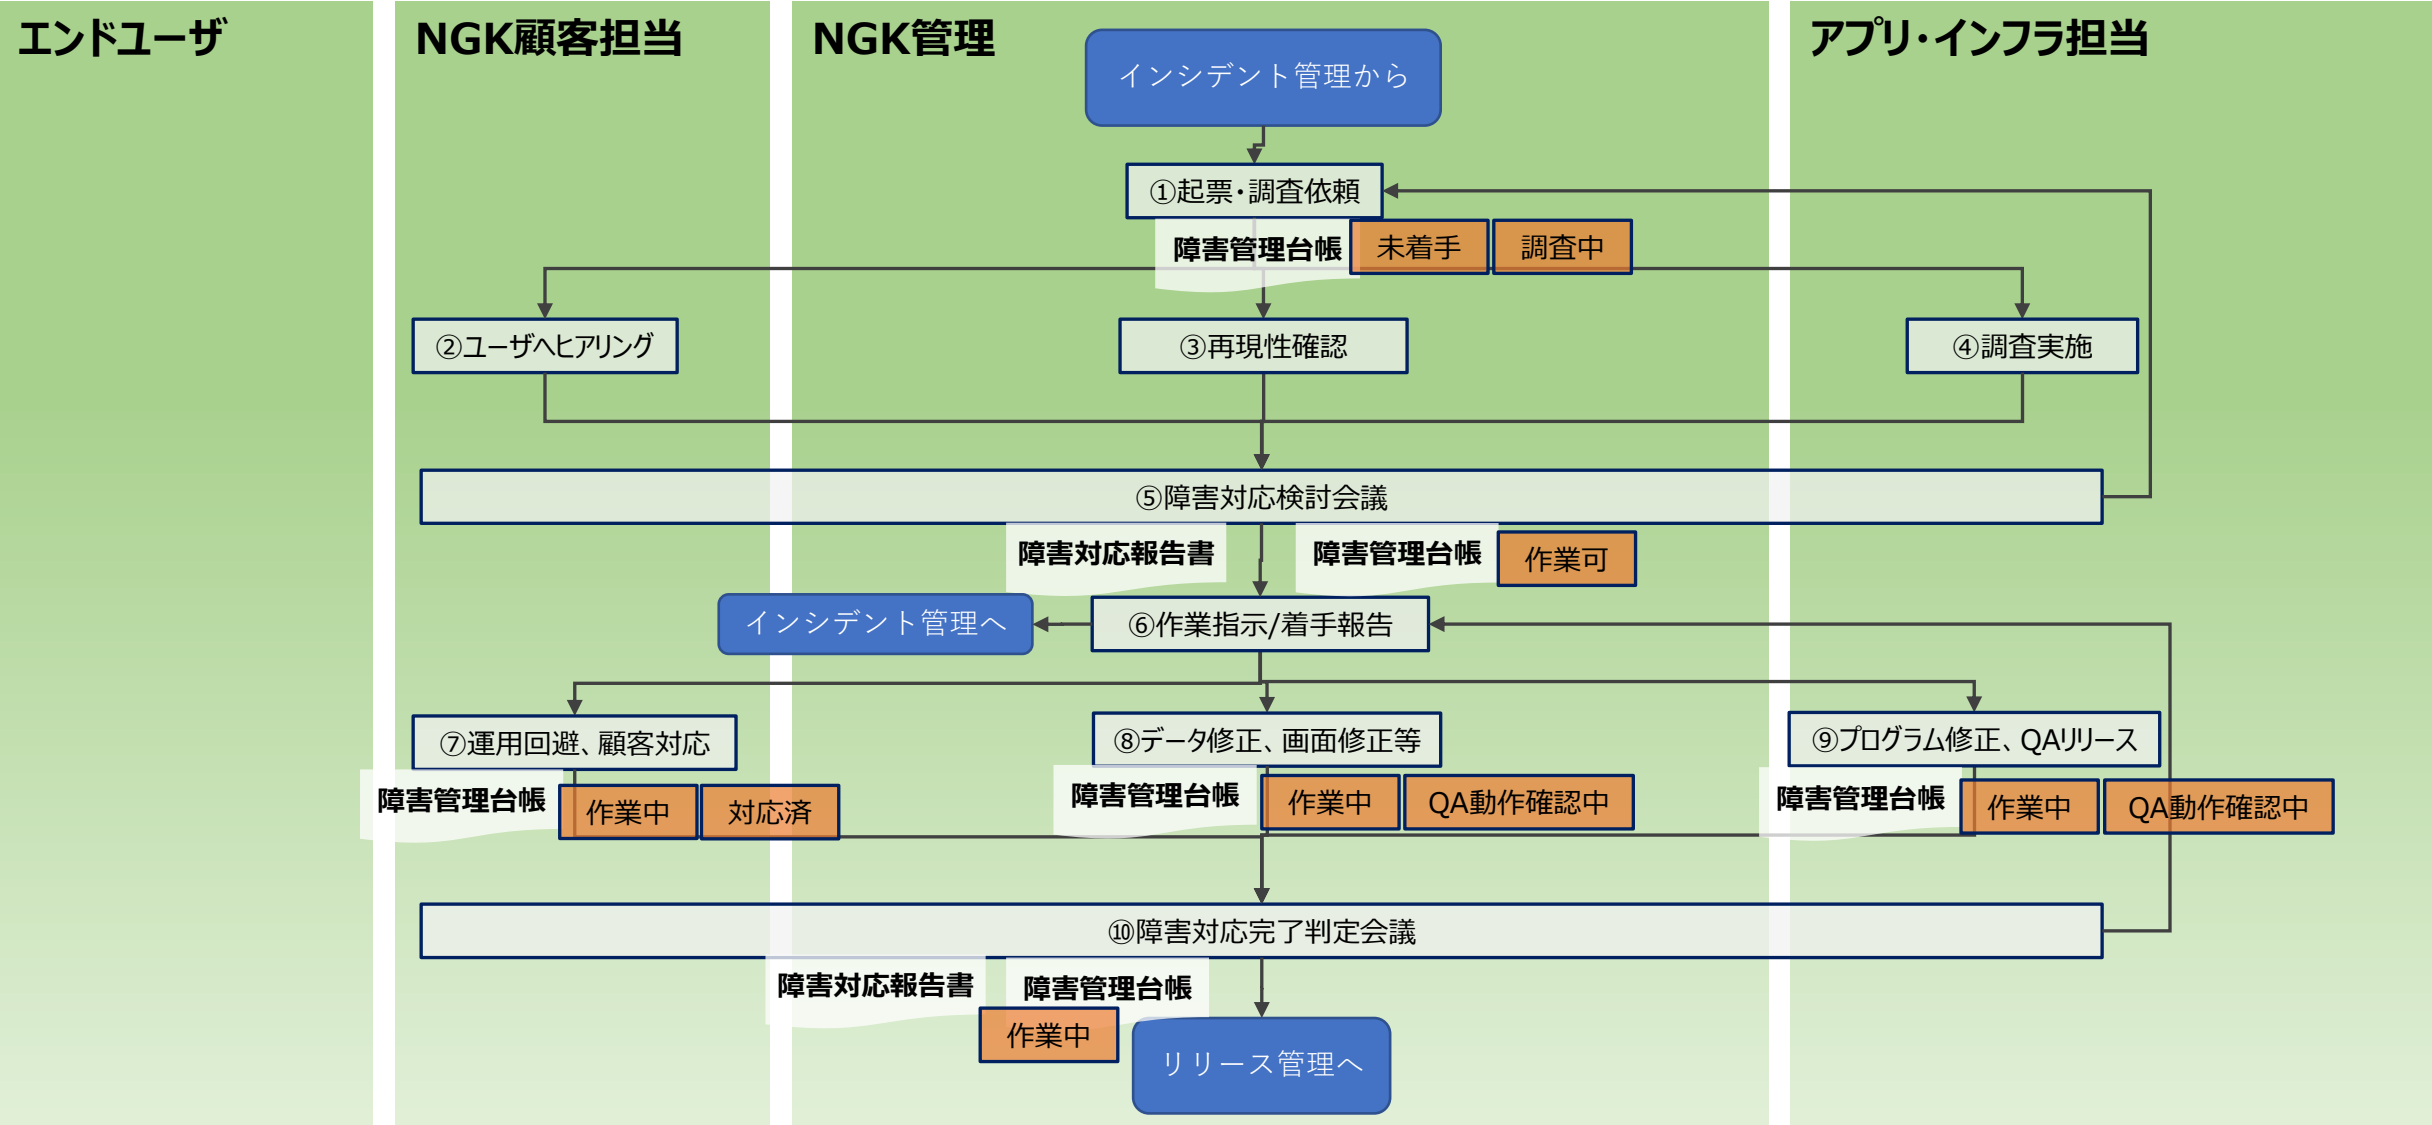 エンドユーザ
NGK顧客担当
NGK管理
アプリ・インフラ担当
インシデント管理から
①起票・調査依頼
障害管理台帳
未着手
調査中
②ユーザへヒアリング
③再現性確認
④調査実施
⑤障害対応検討会議
障害対応報告書
障害管理台帳
作業可
インシデント管理へ
⑥作業指示/着手報告
⑦運用回避、顧客対応
⑧データ修正、画面修正等
⑨プログラム修正、QAリリース
障害管理台帳
作業中
対応済
障害管理台帳
作業中
QA動作確認中
障害管理台帳
作業中
QA動作確認中
⑩障害対応完了判定会議
障害対応報告書
障害管理台帳
作業中
リリース管理へ